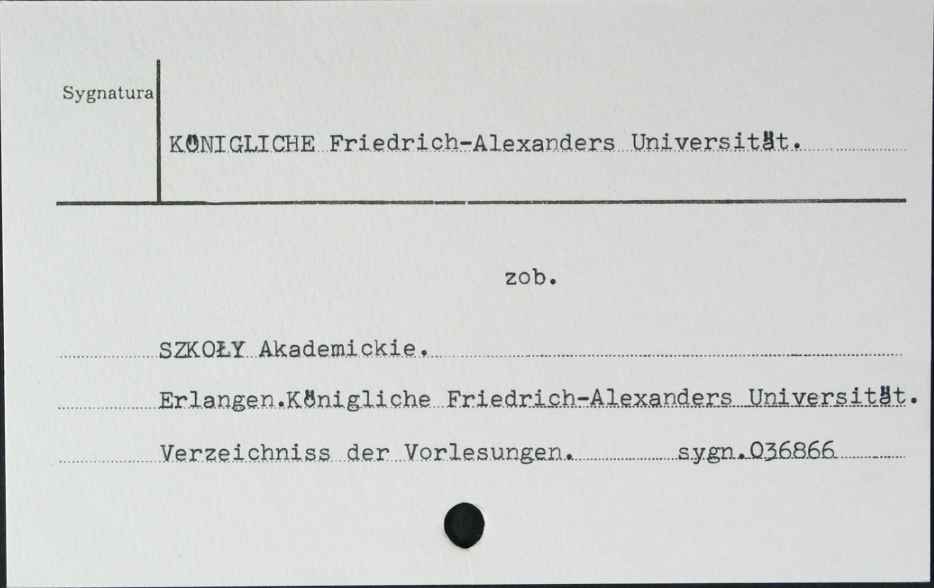 Sygnatura
KÖNIGLICHE Friedrich-Alexanders Universität.
zob.
SZKOŁY Akademickie.
Erlangen.Königliche Friedrich-Alexanders Universität.
Verzeichniss der Vorlesungen. sygn.036866